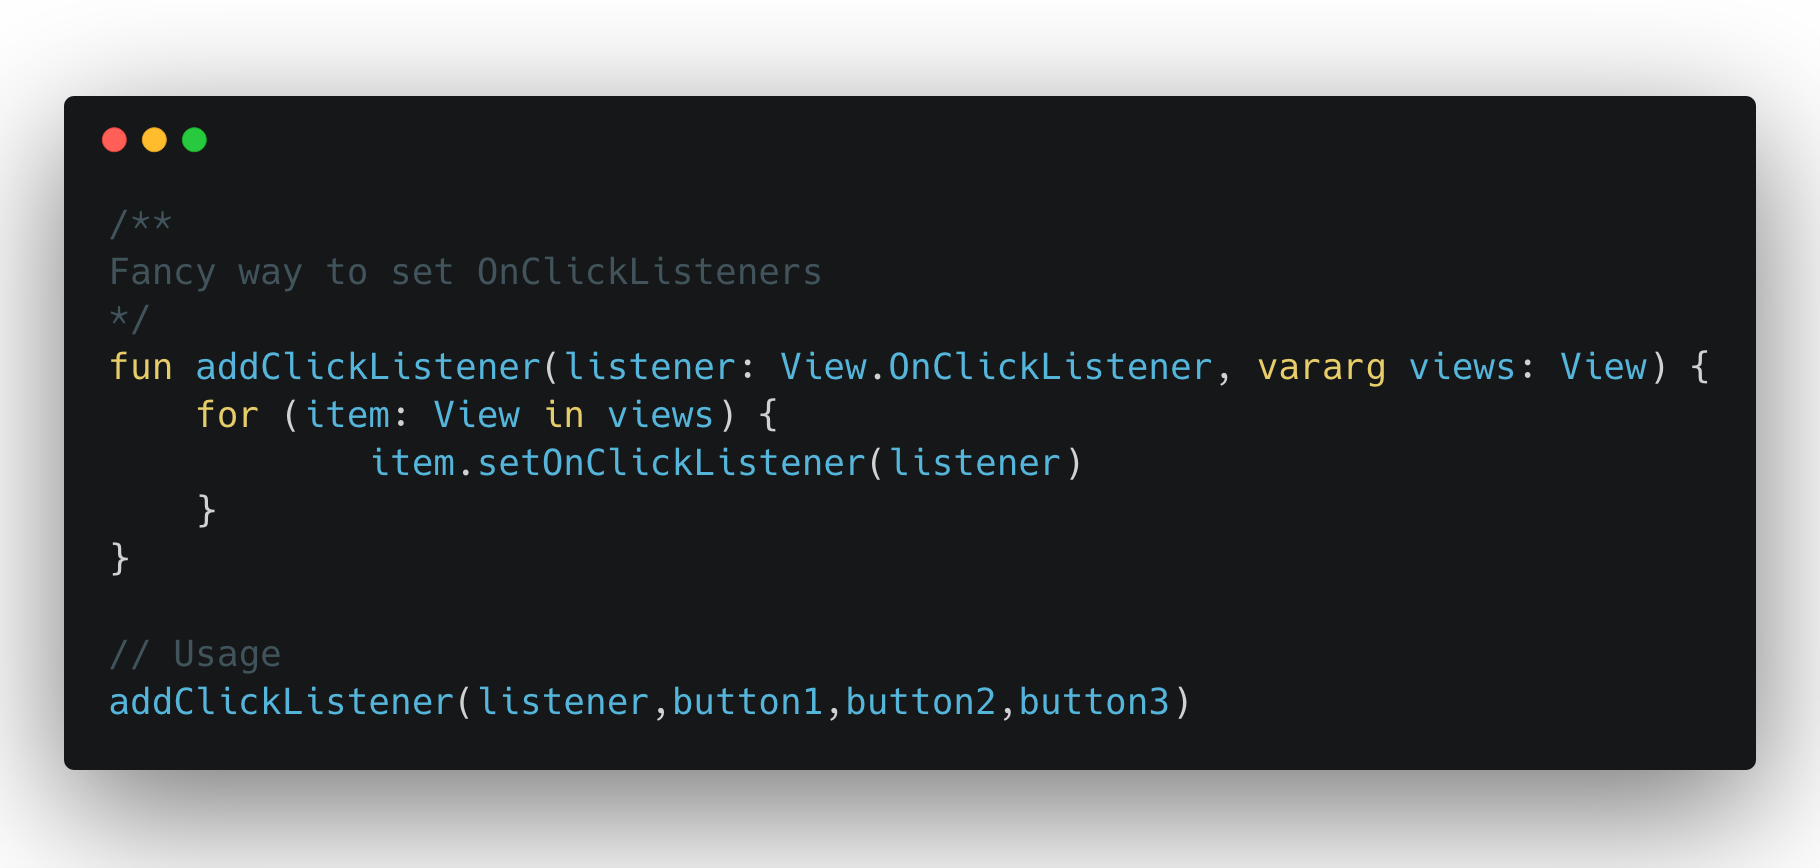 /**
Fancy way to set OnClickListeners
*/
fun addClickListener(listener: View.OnClickListener, vararg views: View) {
    for (item: View in views) {
            item.setOnClickListener(listener)
    }
}

// Usage
addClickListener(listener,button1,button2,button3)